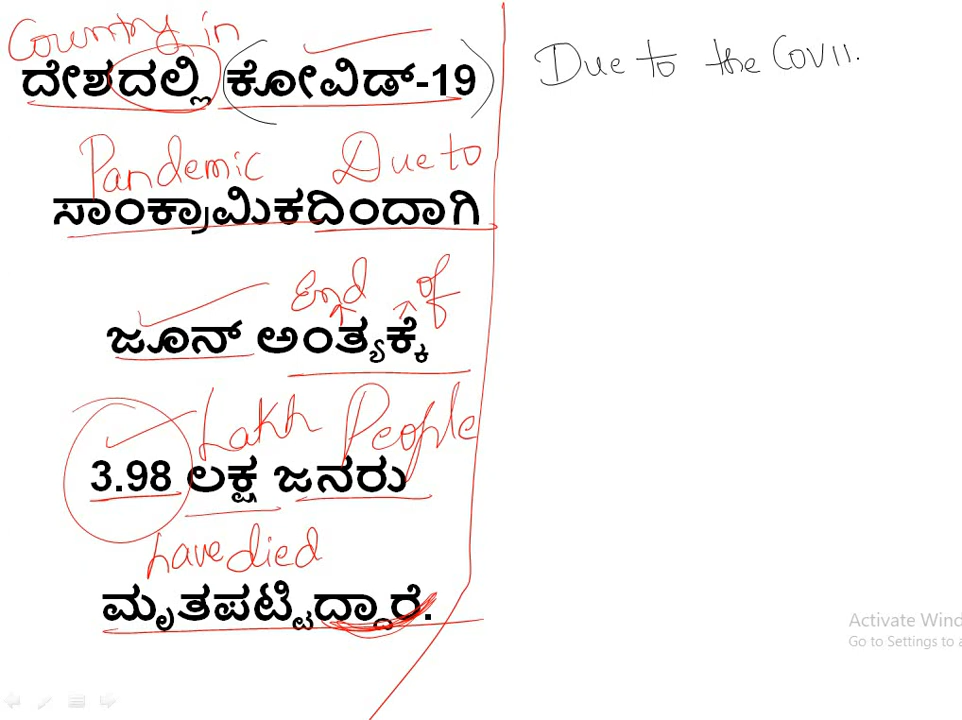 Country in
ದೇಶದಲ್ಲಿ (ಕೋವಿಡ್-19)
Pandemic Due to
ಸಾಂಕ್ರಾಮಿಕದಿಂದಾಗಿ
End of
ಜೂನ್ ಅಂತ್ಯಕ್ಕೆ
Lakh People
3.98 ಲಕ್ಷ ಜನರು
have died
ಮೃತಪಟ್ಟಿದ್ದಾರೆ.
Due to the COVII.
Activate Wind
Go to Settings to a